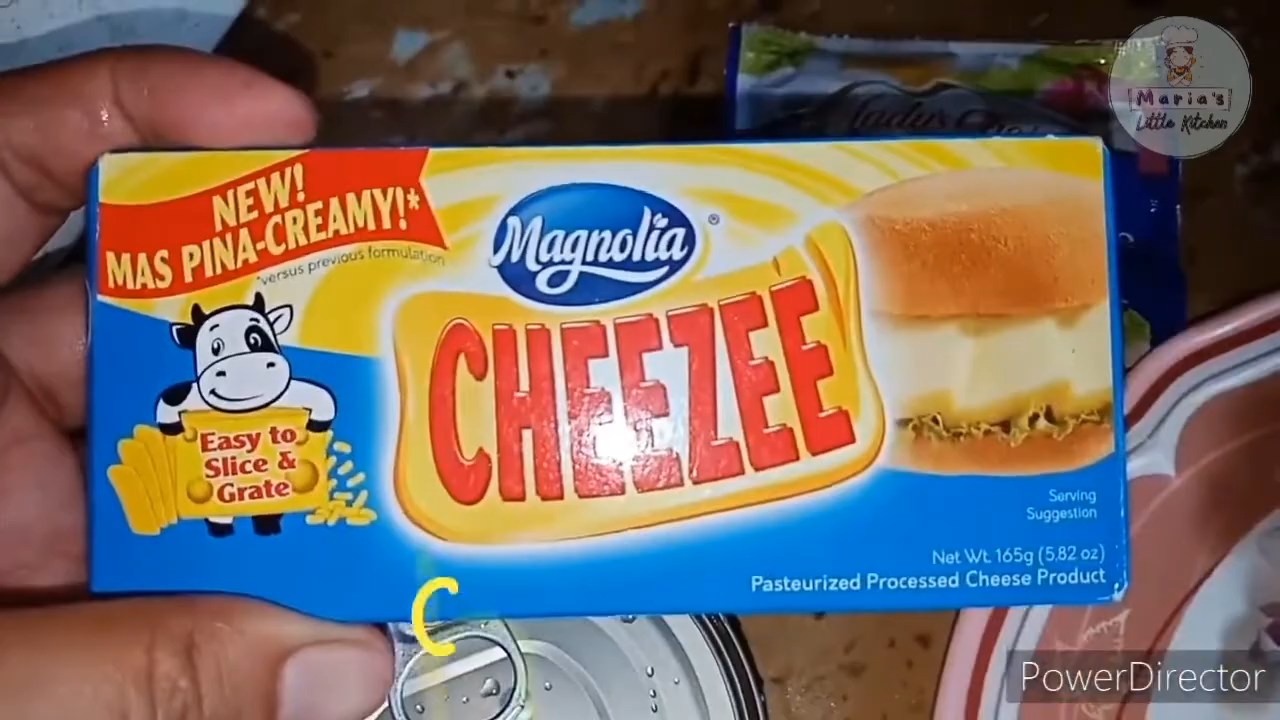 NEW!
MAS PINA-CREAMY!*
*versus previous formulation
Magnolia®
CHEEZEE
Easy to
Slice &
Grate
Serving
Suggestion
Net Wt. 165g (5.82 oz)
Pasteurized Processed Cheese Product
C
Maria's
Little Kitchen
PowerDirector